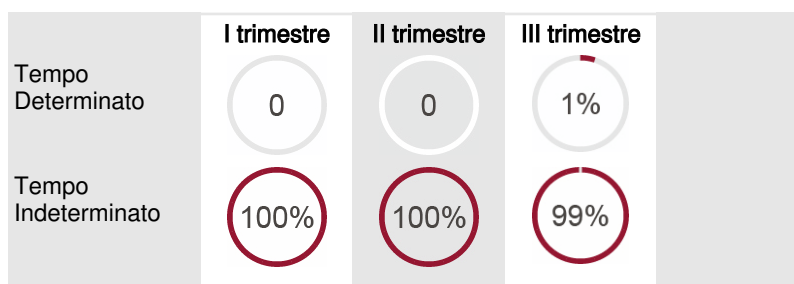 I trimestre II trimestre III trimestre
Tempo
Determinato
0 0 1%
Tempo
Indeterminato
100% 100% 99%